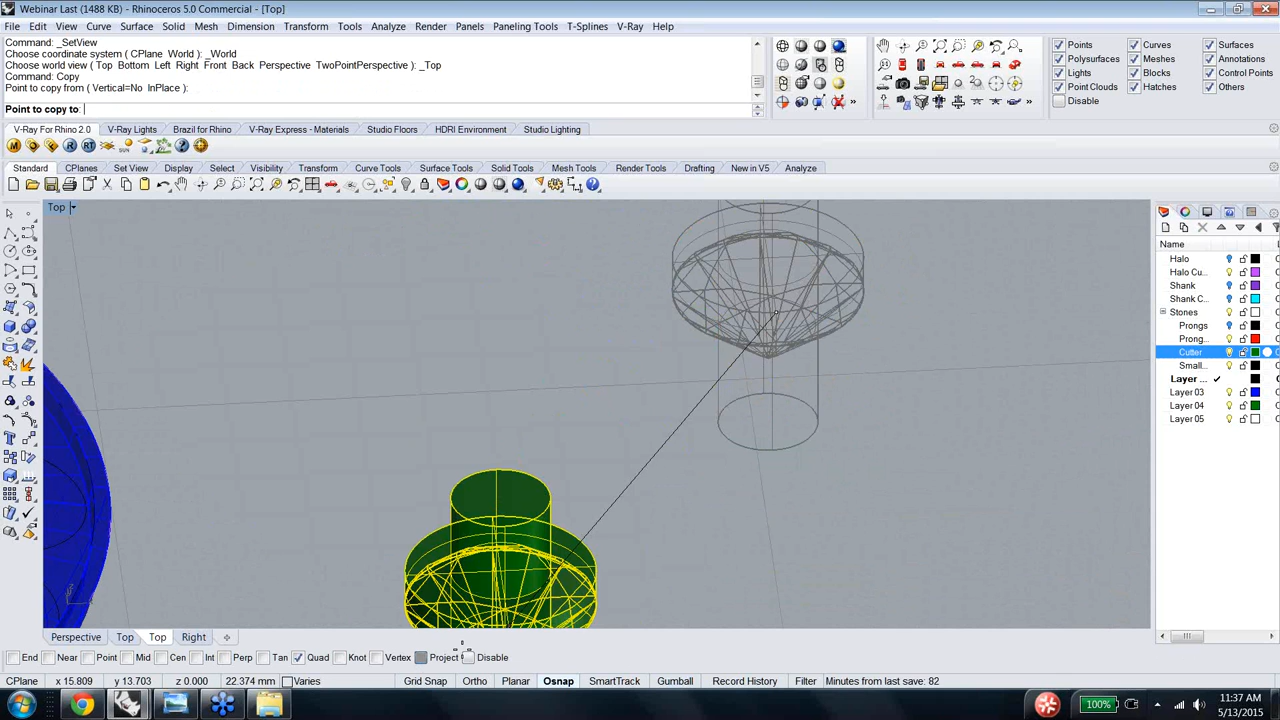 Webinar Last (1488 KB) - Rhinoceros 5.0 Commercial - [Top]
File Edit View Curve Surface Solid Mesh Dimension Transform Tools Analyze Render Panels Paneling Tools T-Splines V-Ray Help
Command: _SetView
Choose coordinate system ( CPlane World ): _World
Choose world view ( Top Bottom Left Right Front Back Perspective TwoPointPerspective ): _Top
Command: Copy
Point to copy from ( Vertical=No InPlace ):
Point to copy to:
Points Curves Surfaces
Polysurfaces Meshes Annotations
Lights Blocks Control Points
Point Clouds Hatches Others
Disable
V-Ray For Rhino 2.0 V-Ray Lights Brazil for Rhino V-Ray Express - Materials Studio Floors HDRI Environment Studio Lighting
Standard CPlanes Set View Display Select Visibility Transform Curve Tools Surface Tools Solid Tools Mesh Tools Render Tools Drafting New in V5 Analyze
Top
Name
Halo
Halo Cu...
Shank
Shank C...
Stones
Prongs
Prong...
Cutter
Small...
Layer ...
Layer 03
Layer 04
Layer 05
Perspective Top Top Right
End Near Point Mid Cen Int Perp Tan Quad Knot Vertex Project Disable
CPlane x 15.809 y 13.703 z 0.000 22.374 mm Varies Grid Snap Ortho Planar Osnap SmartTrack Gumball Record History Filter Minutes from last save: 82
100%
11:37 AM
5/13/2015